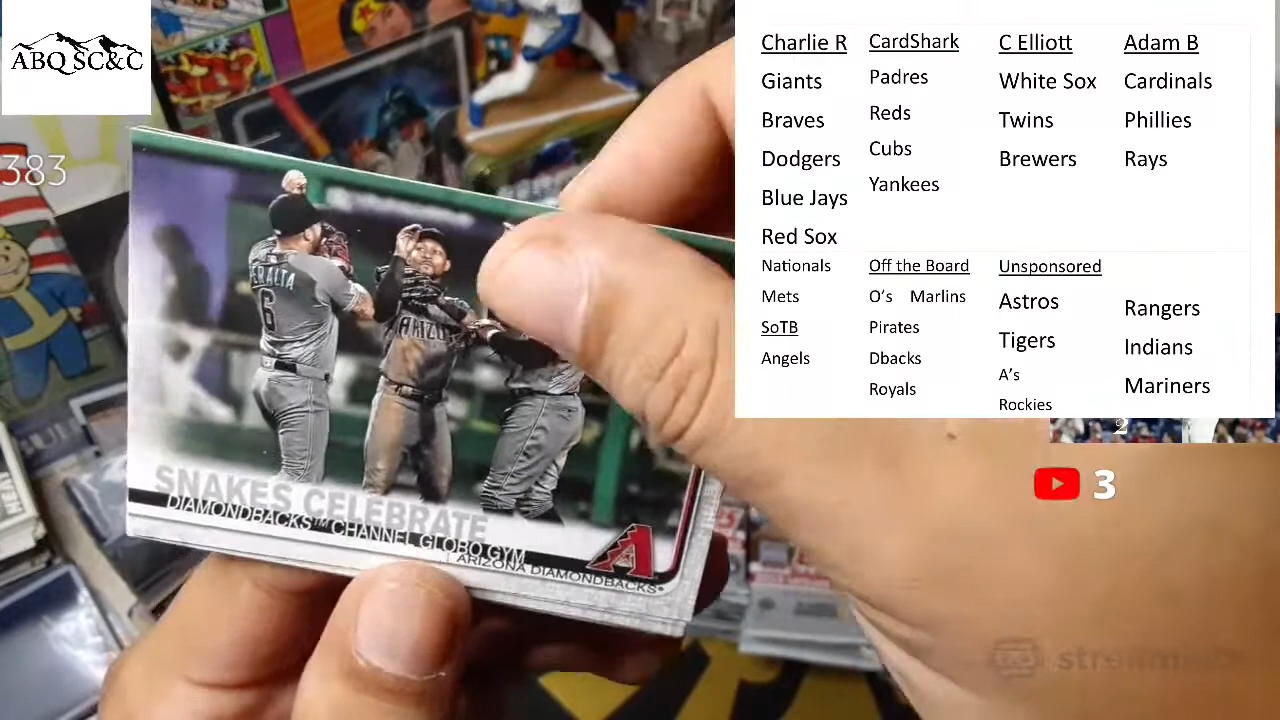 ABQ SC&C
383
Charlie R
Giants
Braves
Dodgers
Blue Jays
Red Sox
Nationals
Mets
SoTB
Angels
CardShark
Padres
Reds
Cubs
Yankees
Off the Board
O's Marlins
Pirates
Dbacks
Royals
C Elliott
White Sox
Twins
Brewers
Unsponsored
Astros
Tigers
A's
Rockies
Adam B
Cardinals
Phillies
Rays
Rangers
Indians
Mariners
PERALTA
6
ARIZO
SNAKES CELEBRATE
DIAMONDBACKS™ CHANNEL GLOBO GYM
ARIZONA DIAMONDBACKS®
A
2
3